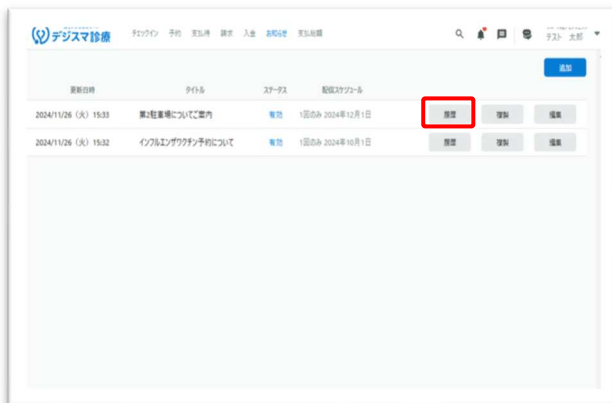 デジスマ診療 チェックイン 予約 支払待 請求 入金 お知らせ 支払総額 テスト 太郎
追加
更新日時 タイトル ステータス 配信スケジュール
2024/11/26（火）15:33 第2駐車場についてご案内 有効 1回のみ 2024年12月1日 履歴 複製 編集
2024/11/26（火）15:32 インフルエンザワクチン予約について 有効 1回のみ 2024年10月1日 履歴 複製 編集